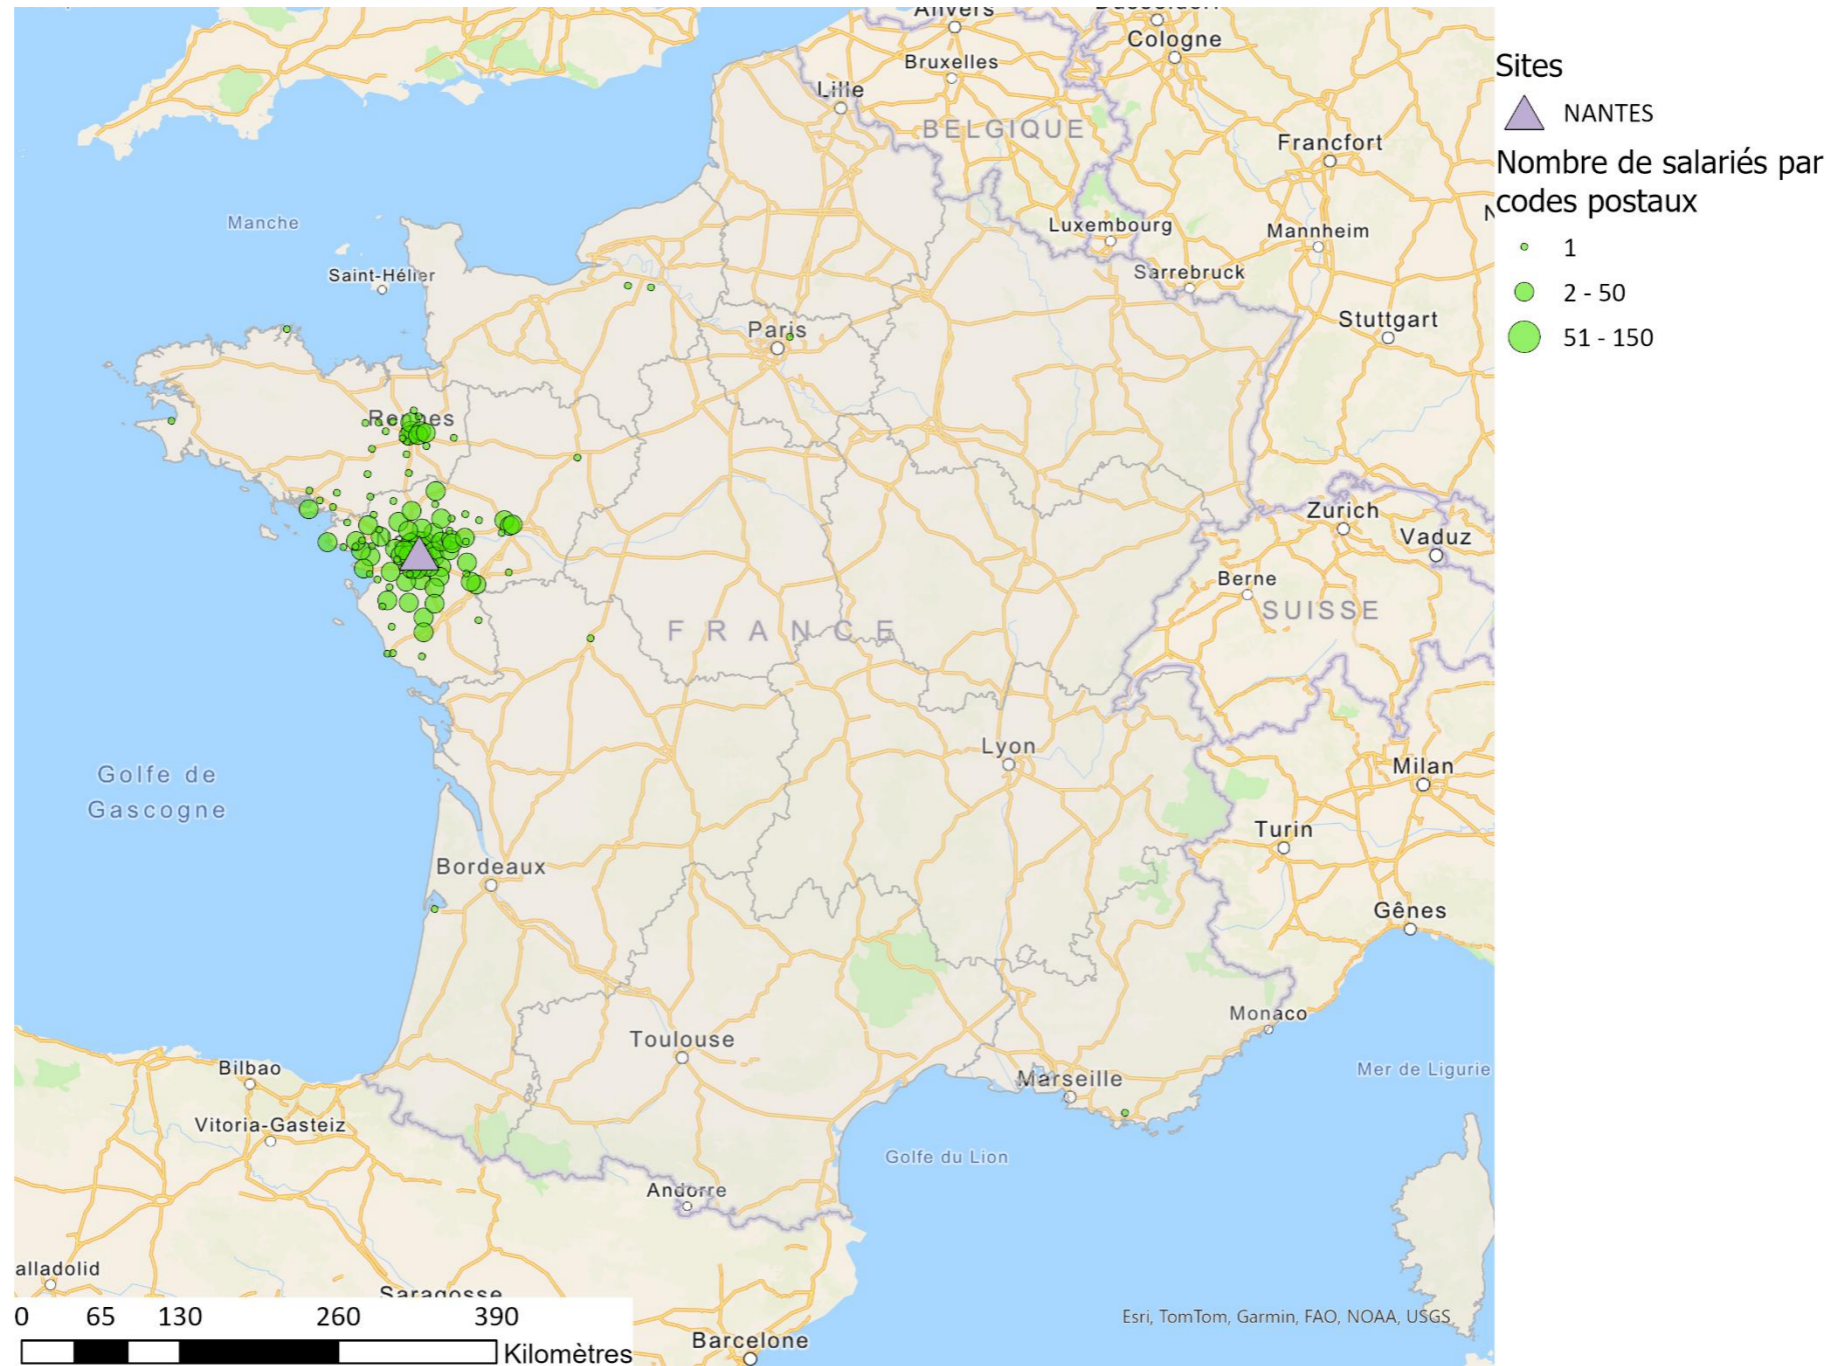 Anvers
Cologne
Bruxelles
Lille
BELGIQUE
Francfort
Manche
Luxembourg
Mannheim
Saint-Hélier
Sarrebruck
Paris
Stuttgart
Rennes
Zurich
Vaduz
Berne
SUISSE
FRANCE
Lyon
Golfe de
Gascogne
Milan
Turin
Bordeaux
Gênes
Monaco
Toulouse
Bilbao
Marseille
Mer de Ligurie
Vitoria-Gasteiz
Golfe du Lion
Andorre
alladolid
Saragosse
Barcelone
0 65 130 260 390
Kilomètres
Esri, TomTom, Garmin, FAO, NOAA, USGS
Sites
NANTES
Nombre de salariés par
codes postaux
1
2 - 50
51 - 150